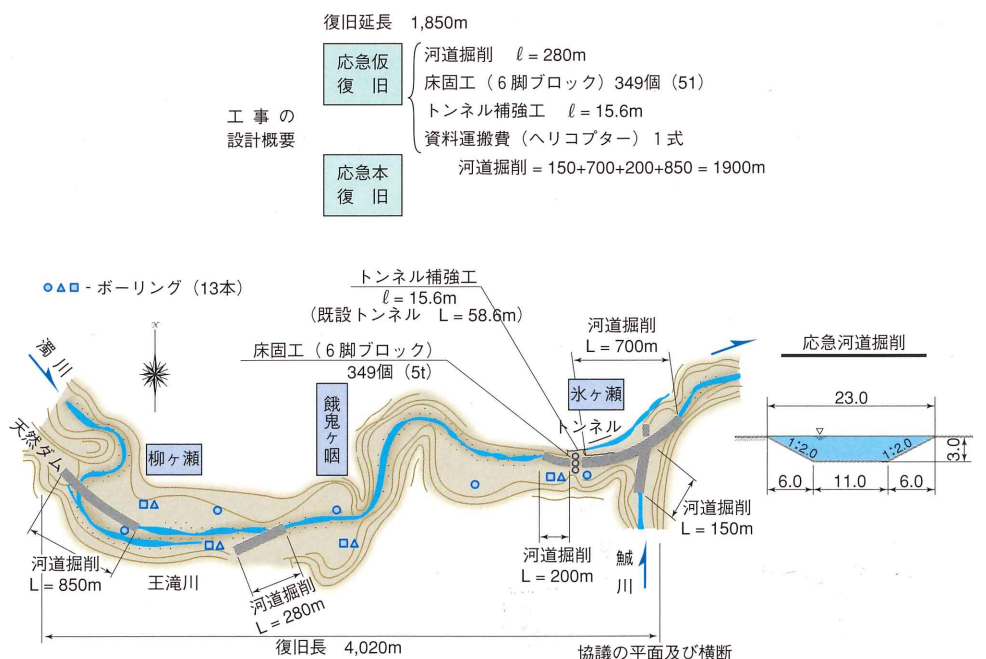 復旧延長 1,850m
応急仮
復 旧
河道掘削 ℓ = 280m
床固工（6脚ブロック）349個（51）
トンネル補強工 ℓ = 15.6m
資料運搬費（ヘリコプター）1式
工 事 の
設計概要
応急本
復 旧
河道掘削 = 150+700+200+850 = 1900m
- ボーリング（13本）
トンネル補強工
ℓ = 15.6m
（既設トンネル L = 58.6m）
床固工（6脚ブロック）
349個（5t）
河道掘削
L = 700m
応急河道掘削
23.0
1:2.0
1:2.0
3.0
6.0
11.0
6.0
濁川
天然ダム
柳ヶ瀬
餓鬼ヶ咽
氷ヶ瀬
トンネル
河道掘削
L = 150m
河道掘削
L = 200m
鰔川
河道掘削
L = 850m
王滝川
河道掘削
L = 280m
復旧長 4,020m
協議の平面及び横断